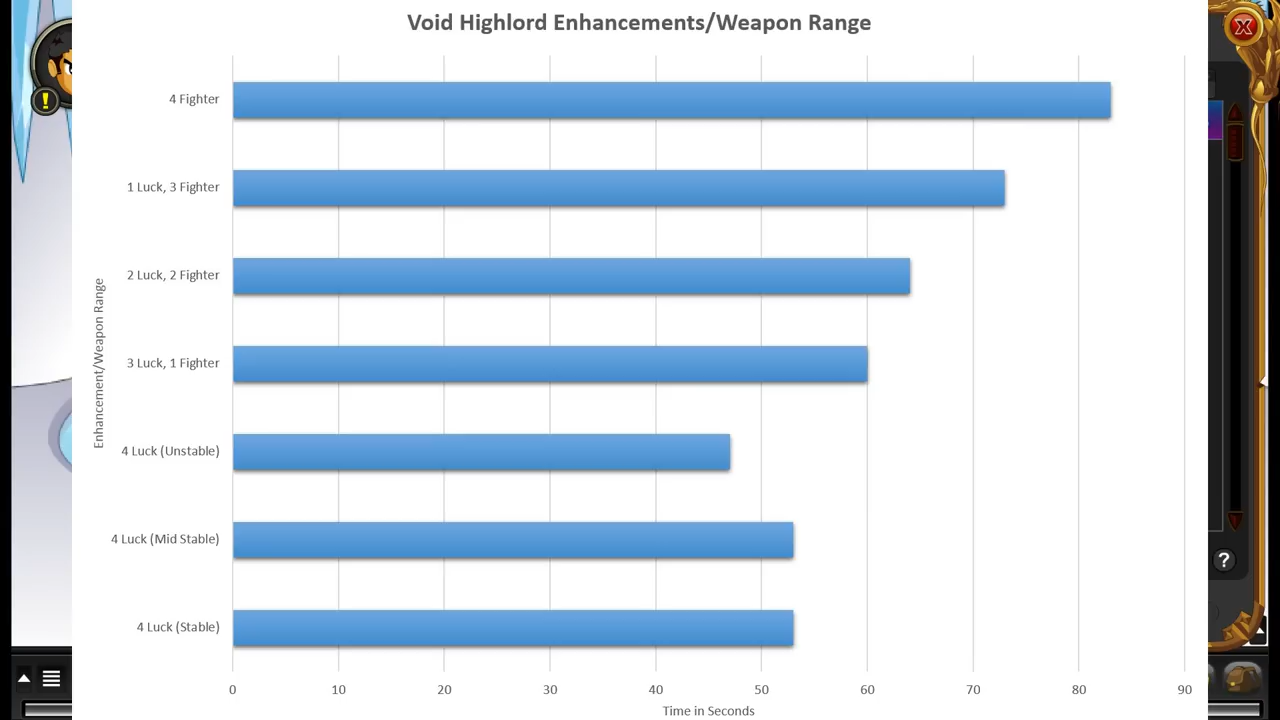 Void Highlord Enhancements/Weapon Range
Enhancement/Weapon Range
4 Fighter
1 Luck, 3 Fighter
2 Luck, 2 Fighter
3 Luck, 1 Fighter
4 Luck (Unstable)
4 Luck (Mid Stable)
4 Luck (Stable)
0 10 20 30 40 50 60 70 80 90
Time in Seconds
!
X
?